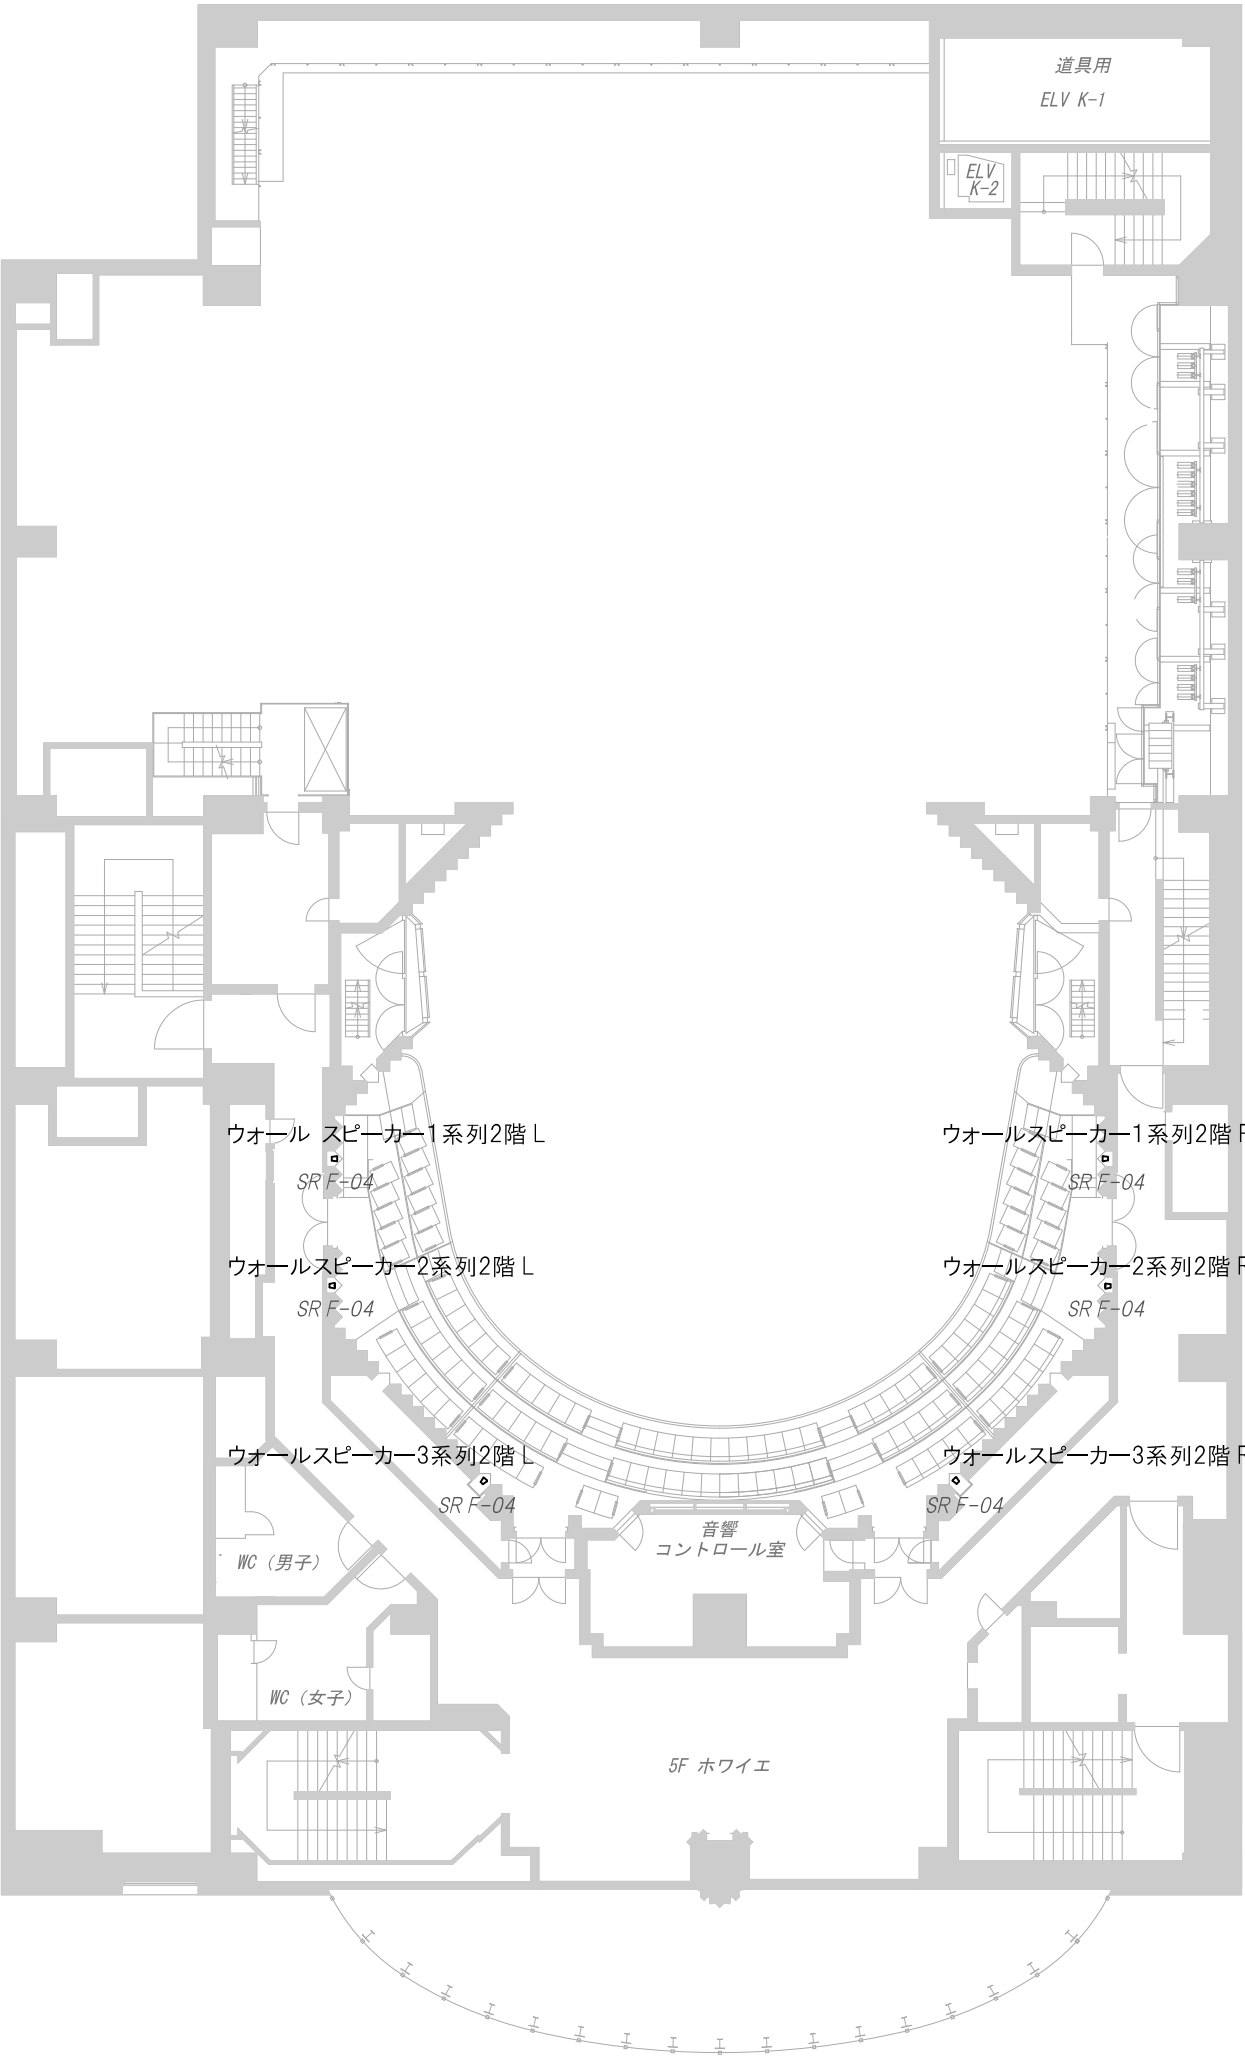 道具用
ELV K-1
ELV
K-2
ウォール スピーカー1系列2階 L
ウォールスピーカー1系列2階 R
SR F-04
SR F-04
ウォールスピーカー2系列2階 L
ウォールスピーカー2系列2階 R
SR F-04
SR F-04
ウォールスピーカー3系列2階 L
ウォールスピーカー3系列2階 R
SR F-04
SR F-04
音響
コントロール室
WC (男子)
WC (女子)
5F ホワイエ